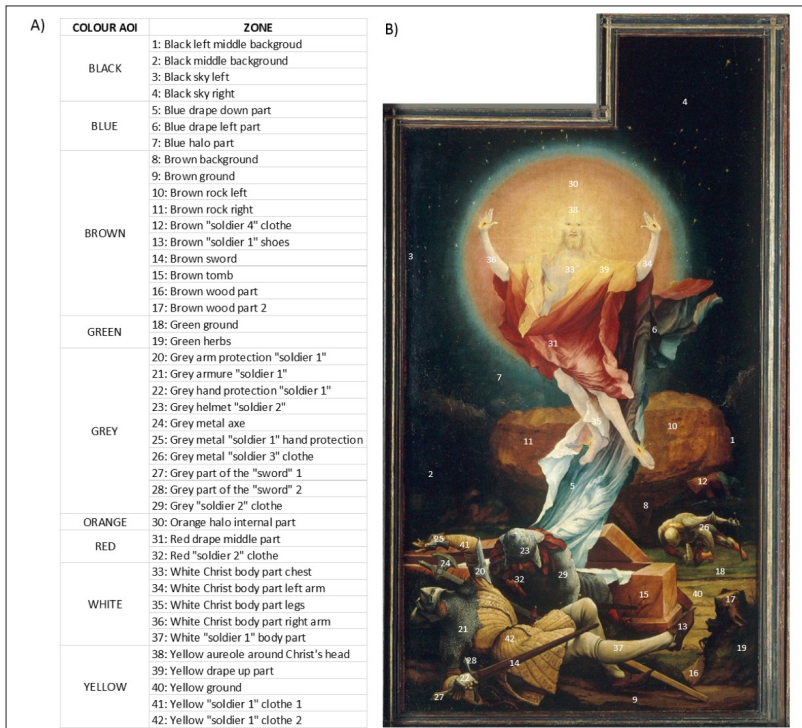 A)
COLOUR AOI ZONE
BLACK
1: Black left middle backgroud
2: Black middle background
3: Black sky left
4: Black sky right
BLUE
5: Blue drape down part
6: Blue drape left part
7: Blue halo part
BROWN
8: Brown background
9: Brown ground
10: Brown rock left
11: Brown rock right
12: Brown "soldier 4" clothe
13: Brown "soldier 1" shoes
14: Brown sword
15: Brown tomb
16: Brown wood part
17: Brown wood part 2
GREEN
18: Green ground
19: Green herbs
GREY
20: Grey arm protection "soldier 1"
21: Grey armure "soldier 1"
22: Grey hand protection "soldier 1"
23: Grey helmet "soldier 2"
24: Grey metal axe
25: Grey metal "soldier 1" hand protection
26: Grey metal "soldier 3" clothe
27: Grey part of the "sword" 1
28: Grey part of the "sword" 2
29: Grey "soldier 2" clothe
ORANGE
30: Orange halo internal part
RED
31: Red drape middle part
32: Red "soldier 2" clothe
WHITE
33: White Christ body part chest
34: White Christ body part left arm
35: White Christ body part legs
36: White Christ body part right arm
37: White "soldier 1" body part
YELLOW
38: Yellow aureole around Christ's head
39: Yellow drape up part
40: Yellow ground
41: Yellow "soldier 1" clothe 1
42: Yellow "soldier 1" clothe 2
B)
4
30
38
3
36
33
39
34
6
31
7
35
10
11
1
2
5
12
8
26
25
41
23
24
20
32
29
18
15
40
17
21
13
42
37
19
28
14
22
16
27
9